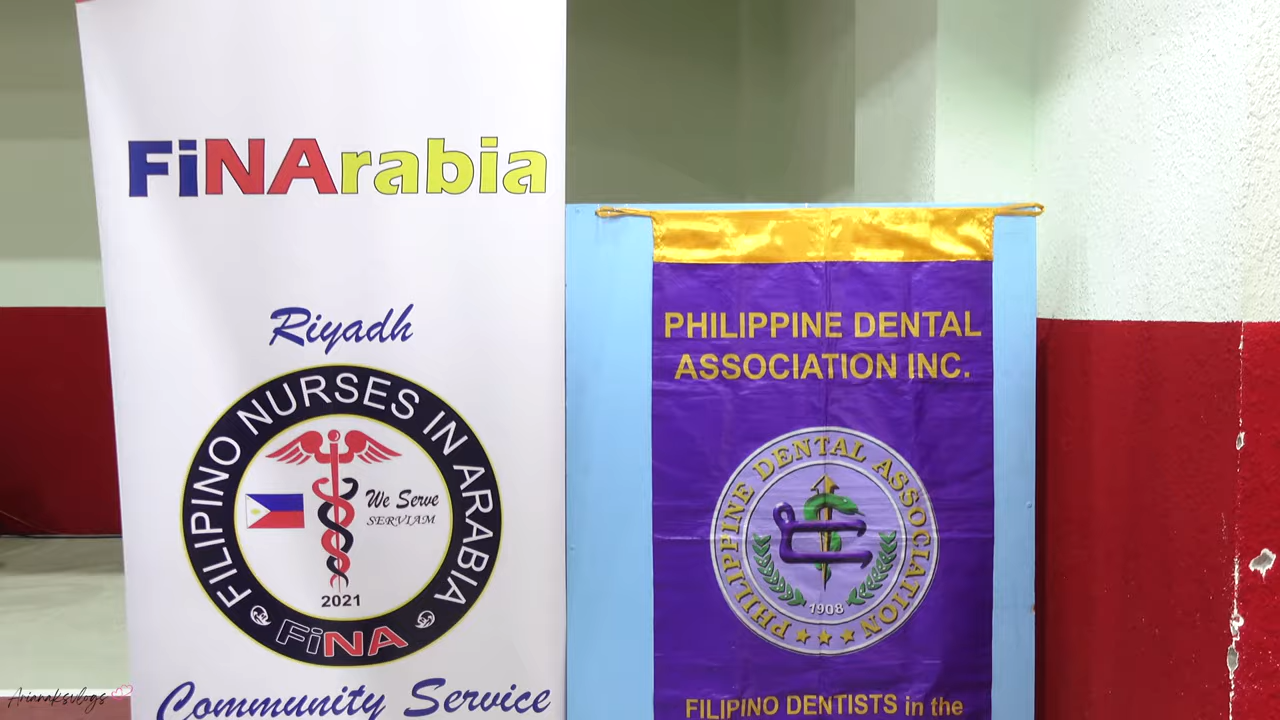 FiNArabia
Riyadh
FILIPINO NURSES IN ARABIA
We Serve
SERVIAM
2021
FiNA
Community Service
PHILIPPINE DENTAL
ASSOCIATION INC.
PHILIPPINE DENTAL ASSOCIATION
1908
FILIPINO DENTISTS in the
Arianaksvlogs